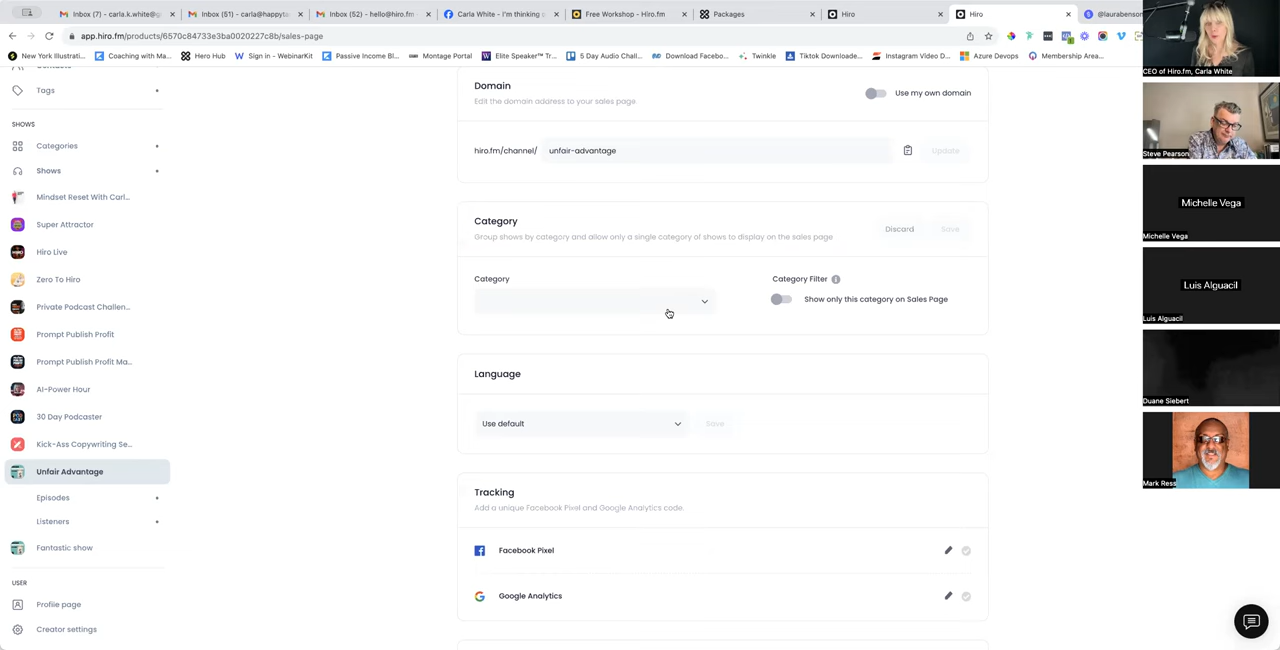 Inbox (7) - carla.k.white@g
Inbox (51) - carla@happyta
Inbox (52) - hello@hiro.fm
Carla White - I'm thinking o
Free Workshop - Hiro.fm
Packages
Hiro
Hiro
@laurabenson
app.hiro.fm/products/6570c84733e3ba0020227c8b/sales-page
New York Illustrati...
Coaching with Ma...
Hero Hub
Sign in - WebinarKit
Passive Income Bl...
Montage Portal
Elite Speaker™ Tr...
5 Day Audio Chall...
Download Facebo...
Twinkle
Tiktok Downloade...
Instagram Video D...
Azure Devops
Membership Area...
Tags
SHOWS
Categories
Shows
Mindset Reset With Carl...
Super Attractor
Hiro Live
Zero To Hiro
Private Podcast Challen...
Prompt Publish Profit
Prompt Publish Profit Ma...
AI-Power Hour
30 Day Podcaster
Kick-Ass Copywriting Se...
Unfair Advantage
Episodes
Listeners
Fantastic show
USER
Profile page
Creator settings
Domain
Edit the domain address to your sales page.
Use my own domain
hiro.fm/channel/ unfair-advantage
Update
Category
Group shows by category and allow only a single category of shows to display on the sales page
Discard Save
Category
Category Filter
Show only this category on Sales Page
Language
Use default
Save
Tracking
Add a unique Facebook Pixel and Google Analytics code.
Facebook Pixel
Google Analytics
CEO of Hiro.fm, Carla White
Steve Pearson
Michelle Vega
Michelle Vega
Luis Alguacil
Luis Alguacil
Duane Siebert
Mark Ress